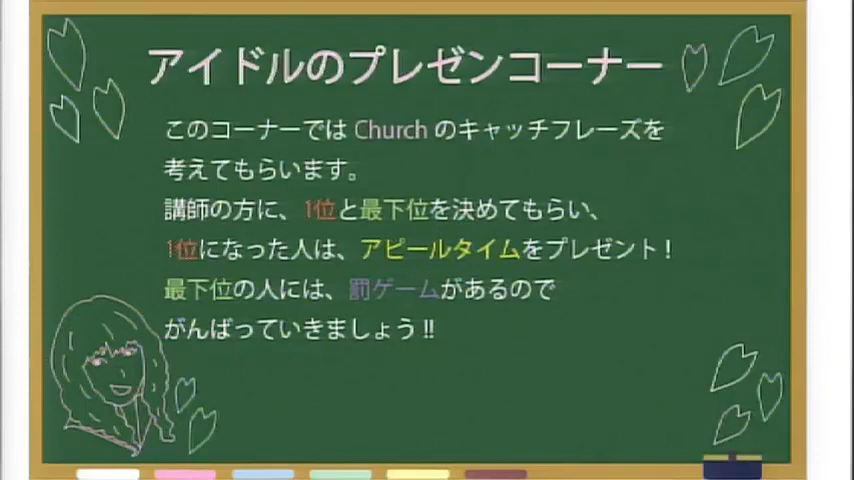 アイドルのプレゼンコーナー
このコーナーでは Church のキャッチフレーズを
考えてもらいます。
講師の方に、1位と最下位を決めてもらい、
1位になった人は、アピールタイムをプレゼント！
最下位の人には、罰ゲームがあるので
がんばっていきましょう!!